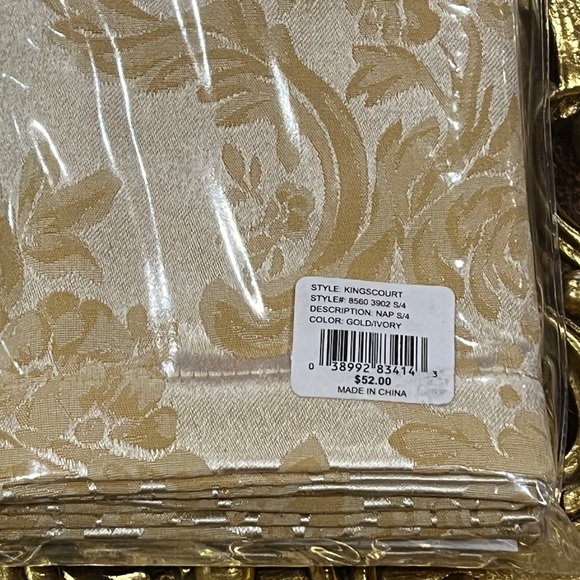 STYLE: KINGSCOURT
STYLE#: 8560 3902 S/4
DESCRIPTION: NAP S/4
COLOR: GOLD/IVORY
0 38992 83414 3
$52.00
MADE IN CHINA